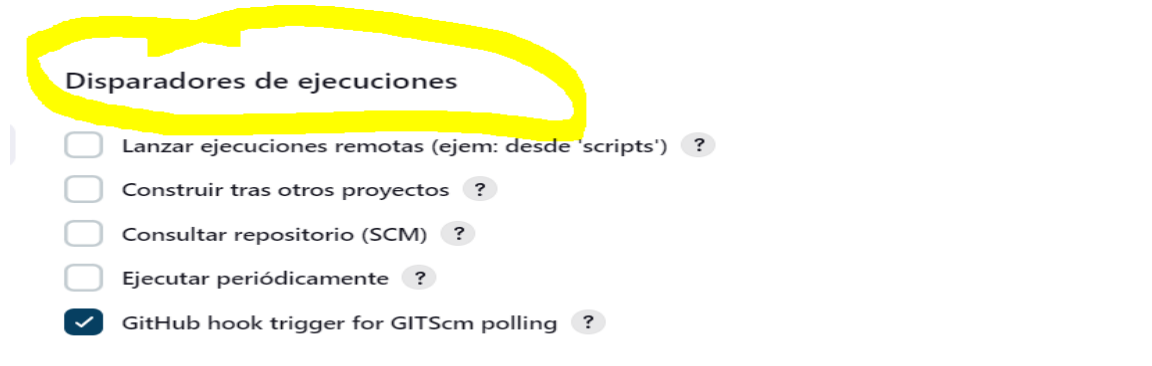 Disparadores de ejecuciones
Lanzar ejecuciones remotas (ejem: desde 'scripts') ?
Construir tras otros proyectos ?
Consultar repositorio (SCM) ?
Ejecutar periódicamente ?
GitHub hook trigger for GITScm polling ?